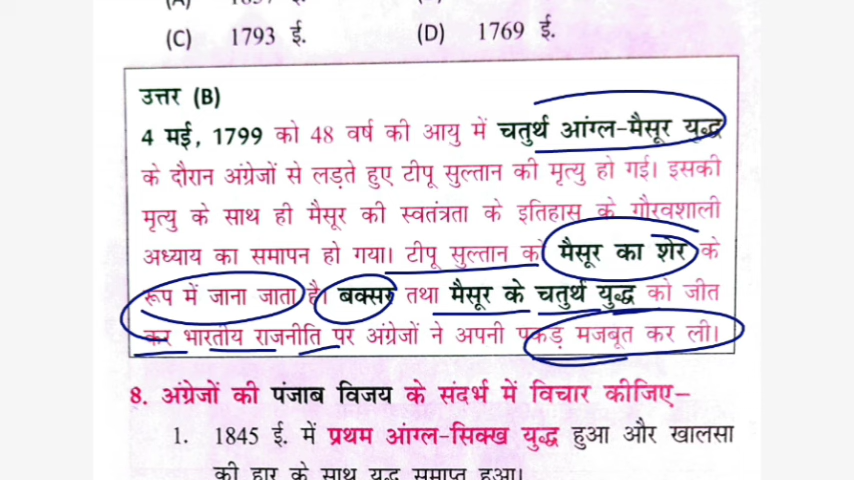 (A) 1857 ई.
(C) 1793 ई. (D) 1769 ई.
उत्तर (B)
4 मई, 1799 को 48 वर्ष की आयु में चतुर्थ आंग्ल-मैसूर युद्ध
के दौरान अंग्रेजों से लड़ते हुए टीपू सुल्तान की मृत्यु हो गई। इसकी
मृत्यु के साथ ही मैसूर की स्वतंत्रता के इतिहास के गौरवशाली
अध्याय का समापन हो गया। टीपू सुल्तान को मैसूर का शेर के
रूप में जाना जाता है। बक्सर तथा मैसूर के चतुर्थ युद्ध को जीत
कर भारतीय राजनीति पर अंग्रेजों ने अपनी पकड़ मजबूत कर ली।
8. अंग्रेजों की पंजाब विजय के संदर्भ में विचार कीजिए–
1. 1845 ई. में प्रथम आंग्ल-सिक्ख युद्ध हुआ और खालसा
की हार के साथ युद्ध समाप्त हुआ।